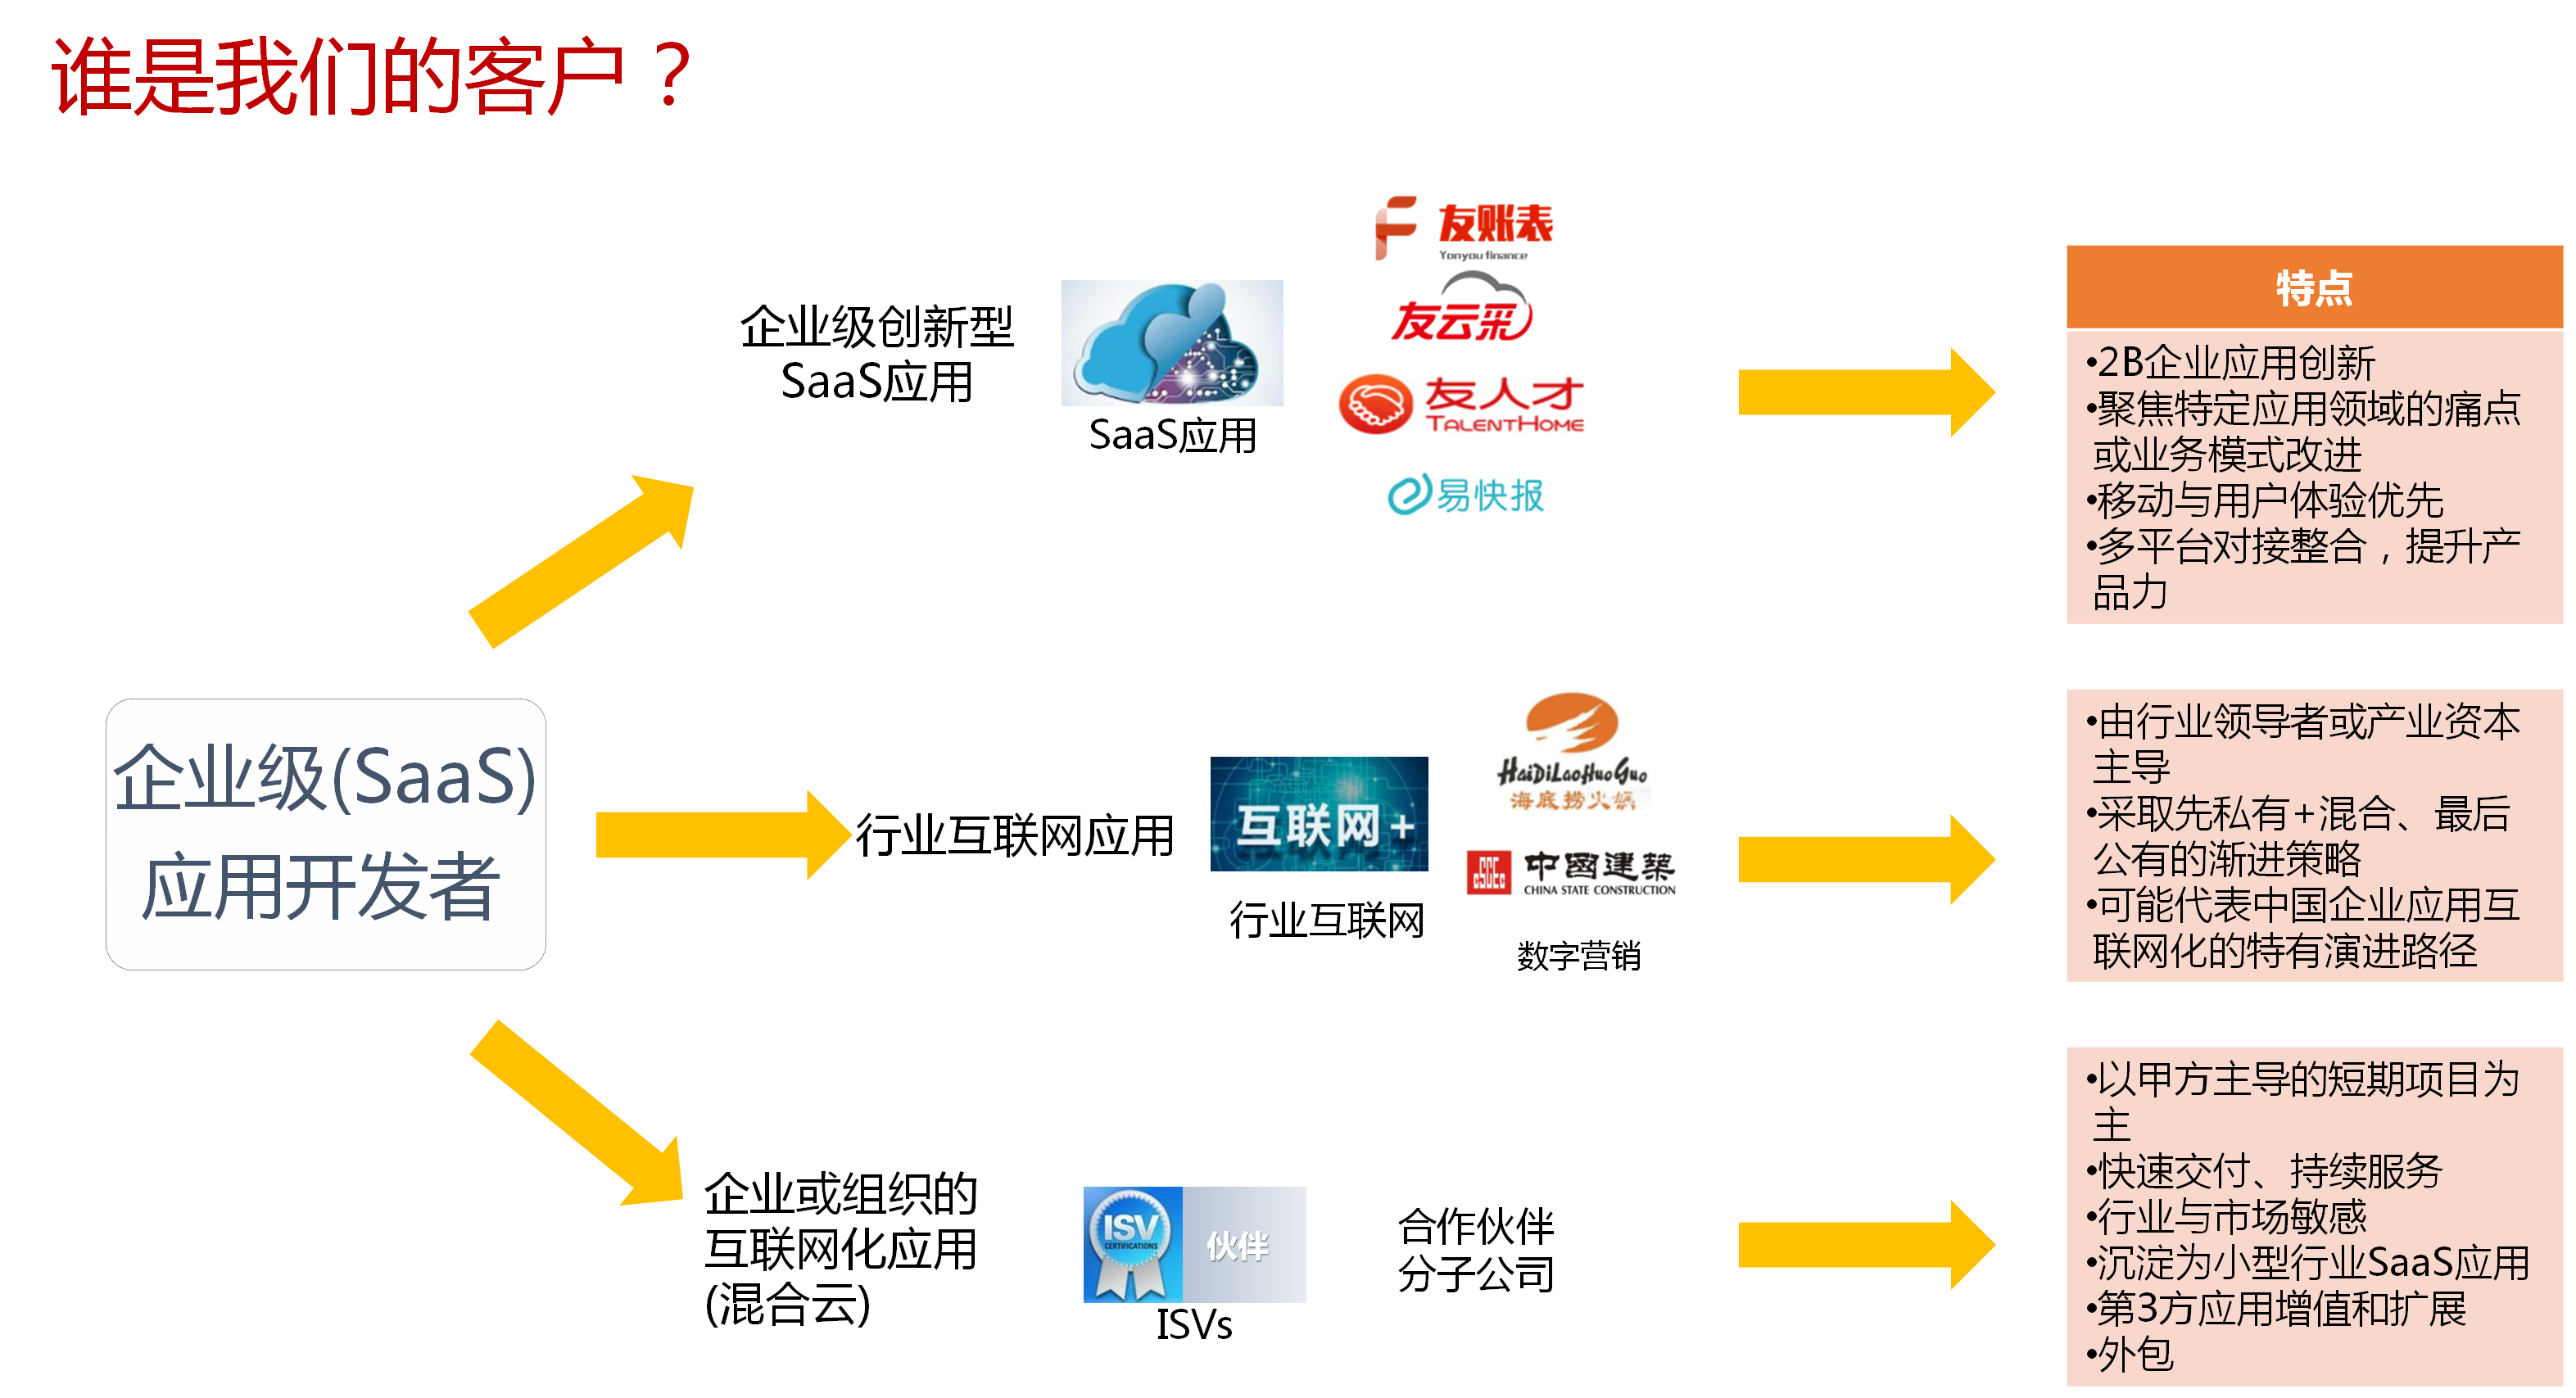 谁是我们的客户？
企业级(SaaS)
应用开发者
企业级创新型
SaaS应用
SaaS应用
友账表
Yonyou finance
友云采
友人才
TALENTHOME
易快报
特点
•2B企业应用创新
•聚焦特定应用领域的痛点
或业务模式改进
•移动与用户体验优先
•多平台对接整合，提升产
品力
行业互联网应用
互联网+
行业互联网
HaiDiLaoHuoGuo
海底捞火锅
CSCEC
中國建築
CHINA STATE CONSTRUCTION
数字营销
•由行业领导者或产业资本
主导
•采取先私有+混合、最后
公有的渐进策略
•可能代表中国企业应用互
联网化的特有演进路径
企业或组织的
互联网化应用
(混合云)
ISV
CERTIFICATIONS
伙伴
ISVs
合作伙伴
分子公司
•以甲方主导的短期项目为
主
•快速交付、持续服务
•行业与市场敏感
•沉淀为小型行业SaaS应用
•第3方应用增值和扩展
•外包